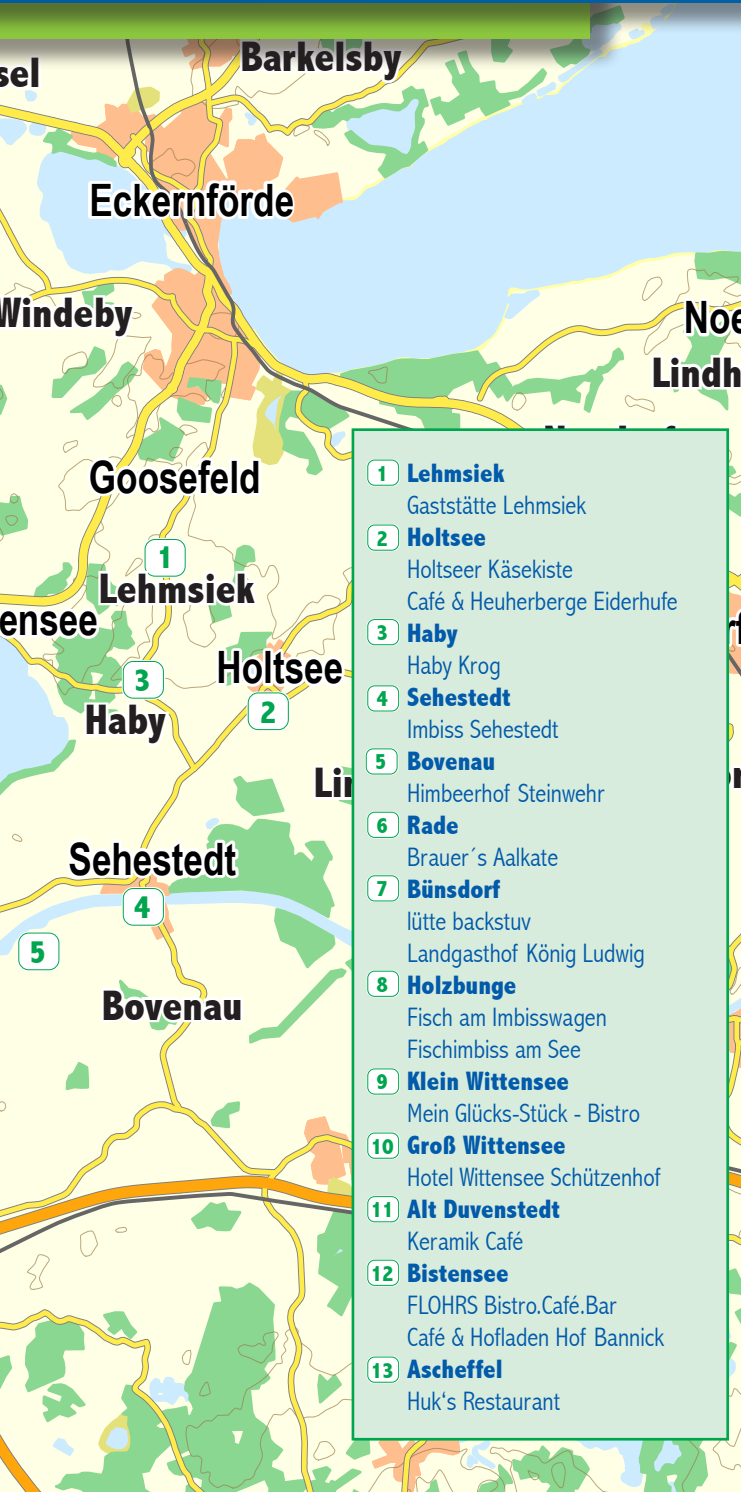 Barkelsby
sel
Eckernförde
Windeby
Noe
Lindh
Goosefeld
1
Lehmsiek
ensee
3
Holtsee
2
Haby
Lin
Sehestedt
4
5
Bovenau
1 Lehmsiek
Gaststätte Lehmsiek
2 Holtsee
Holtseer Käsekiste
Café & Heuherberge Eiderhufe
3 Haby
Haby Krog
4 Sehestedt
Imbiss Sehestedt
5 Bovenau
Himbeerhof Steinwehr
6 Rade
Brauer´s Aalkate
7 Bünsdorf
lütte backstuv
Landgasthof König Ludwig
8 Holzbunge
Fisch am Imbisswagen
Fischimbiss am See
9 Klein Wittensee
Mein Glücks-Stück - Bistro
10 Groß Wittensee
Hotel Wittensee Schützenhof
11 Alt Duvenstedt
Keramik Café
12 Bistensee
FLOHRS Bistro.Café.Bar
Café & Hofladen Hof Bannick
13 Ascheffel
Huk‘s Restaurant